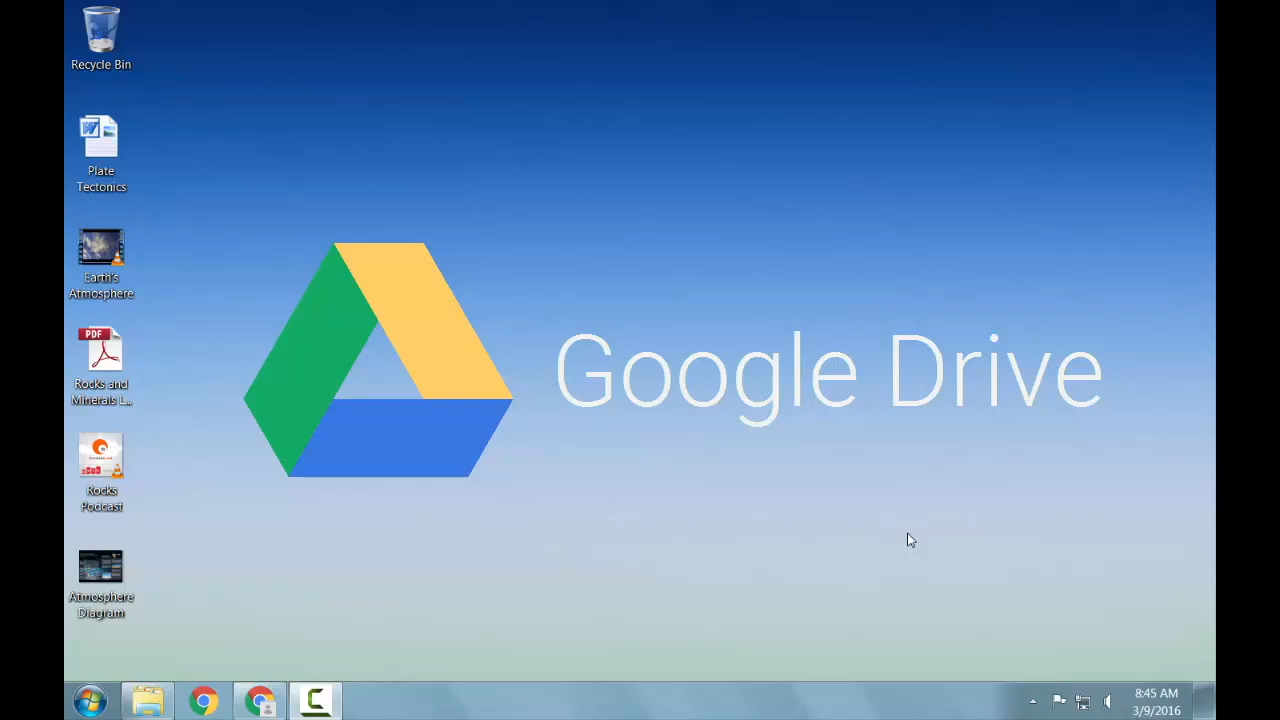 Recycle Bin
Plate
Tectonics
Earth's
Atmosphere
PDF
Rocks and
Minerals L...
Rocks
Podcast
Atmosphere
Diagram
Google Drive
8:45 AM
3/9/2016